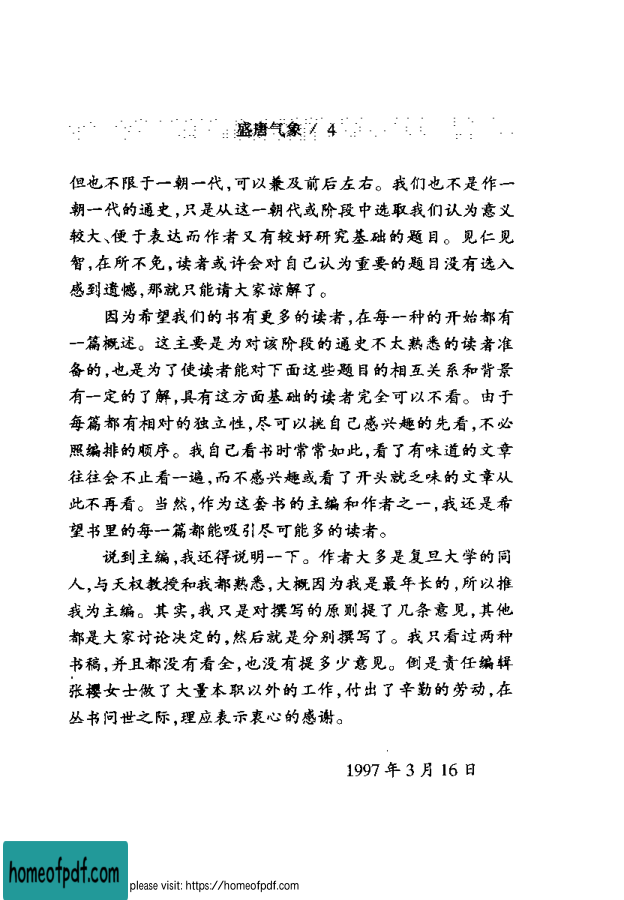 盛唐气象 / 4
但也不限于一朝一代,可以兼及前后左右。我们也不是作一
朝一代的通史,只是从这一朝代或阶段中选取我们认为意义
较大、便于表达而作者又有较好研究基础的题目。见仁见
智,在所不免,读者或许会对自己认为重要的题目没有选入
感到遗憾,那就只能请大家谅解了。
因为希望我们的书有更多的读者,在每一种的开始都有
一篇概述。这主要是为对该阶段的通史不太熟悉的读者准
备的,也是为了使读者能对下面这些题目的相互关系和背景
有一定的了解,具有这方面基础的读者完全可以不看。由于
每篇都有相对的独立性,尽可以挑自己感兴趣的先看,不必
照编排的顺序。我自己看书时常常如此,看了有味道的文章
往往会不止看一遍,而不感兴趣或看了开头就乏味的文章从
此不再看。当然,作为这套书的主编和作者之一,我还是希
望书里的每一篇都能吸引尽可能多的读者。
说到主编,我还得说明一下。作者大多是复旦大学的同
人,与天权教授和我都熟悉,大概因为我是最年长的,所以推
我为主编。其实,我只是对撰写的原则提了几条意见,其他
都是大家讨论决定的,然后就是分别撰写了。我只看过两种
书稿,并且都没有看全,也没有提多少意见。倒是责任编辑
张樱女士做了大量本职以外的工作,付出了辛勤的劳动,在
丛书问世之际,理应表示衷心的感谢。
1997 年 3 月 16 日
homeofpdf.com
please visit: https://homeofpdf.com